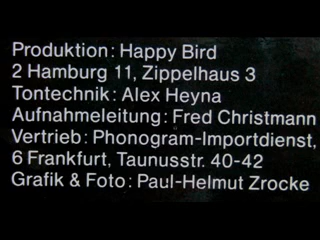 Produktion: Happy Bird
2 Hamburg 11, Zippelhaus 3
Tontechnik: Alex Heyna
Aufnahmeleitung: Fred Christmann
Vertrieb: Phonogram-Importdienst,
6 Frankfurt, Taunusstr. 40-42
Grafik & Foto: Paul-Helmut Zrocke